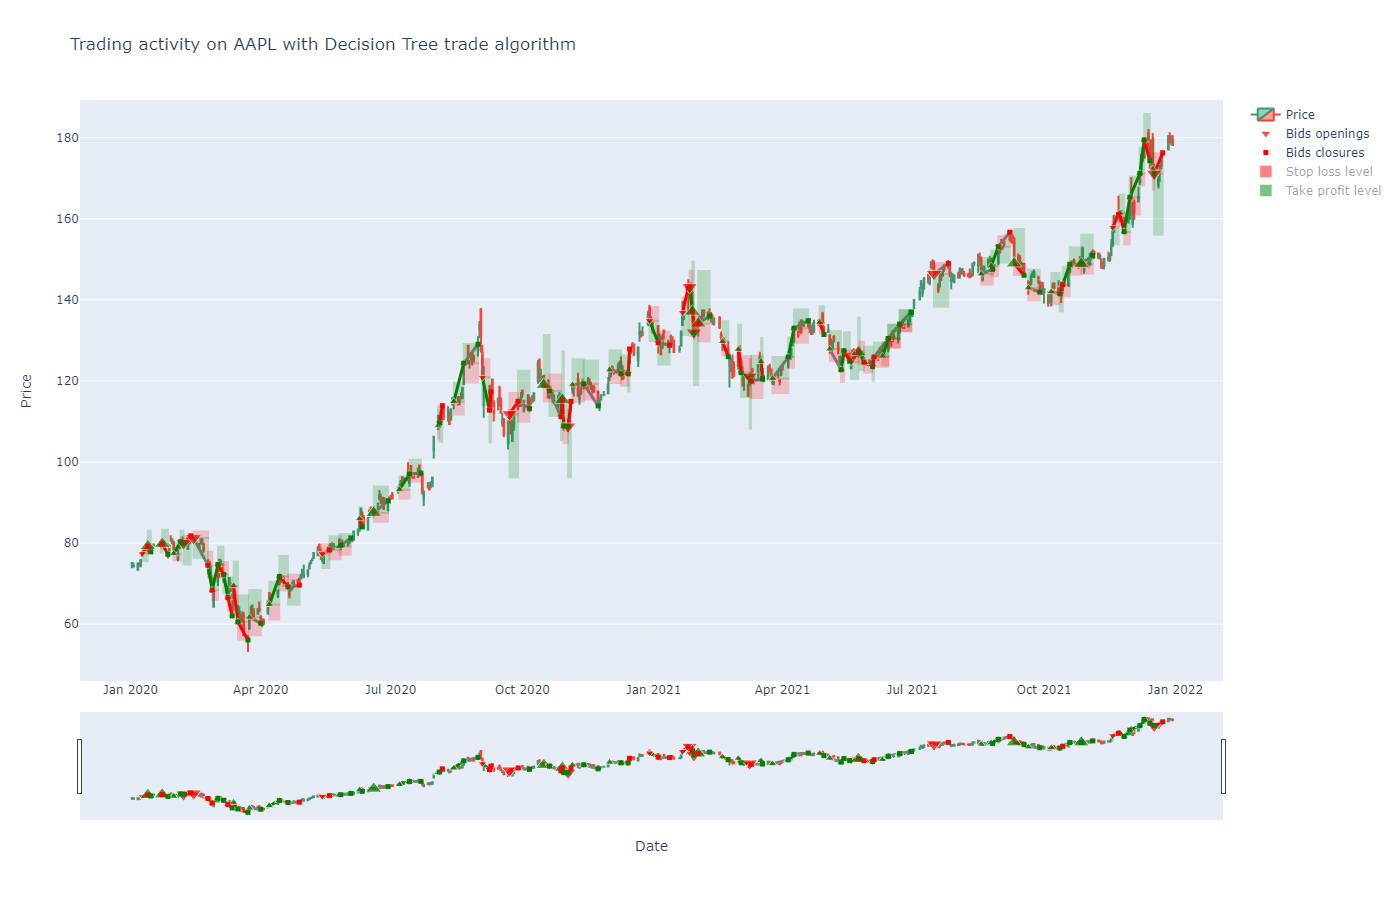 Trading activity on AAPL with Decision Tree trade algorithm
Price
Bids openings
Bids closures
Stop loss level
Take profit level
Price
180
160
140
120
100
80
60
Jan 2020
Apr 2020
Jul 2020
Oct 2020
Jan 2021
Apr 2021
Jul 2021
Oct 2021
Jan 2022
Date